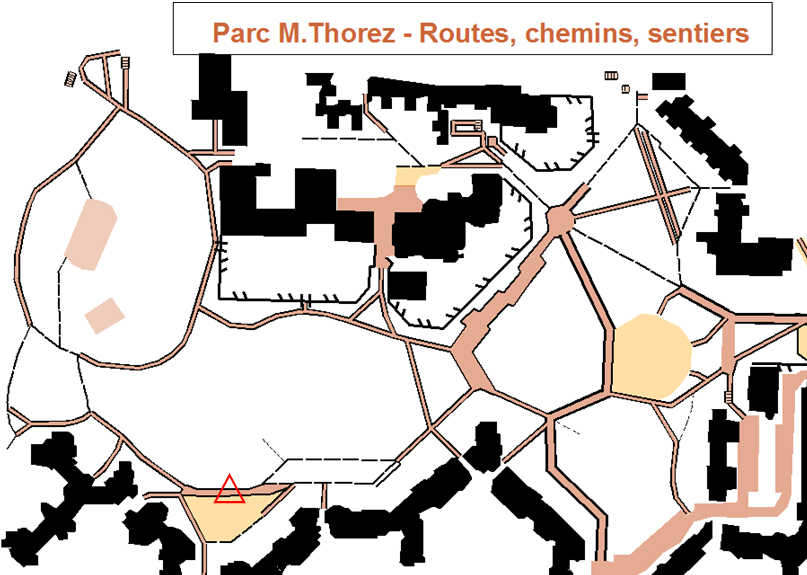 Parc M.Thorez - Routes, chemins, sentiers